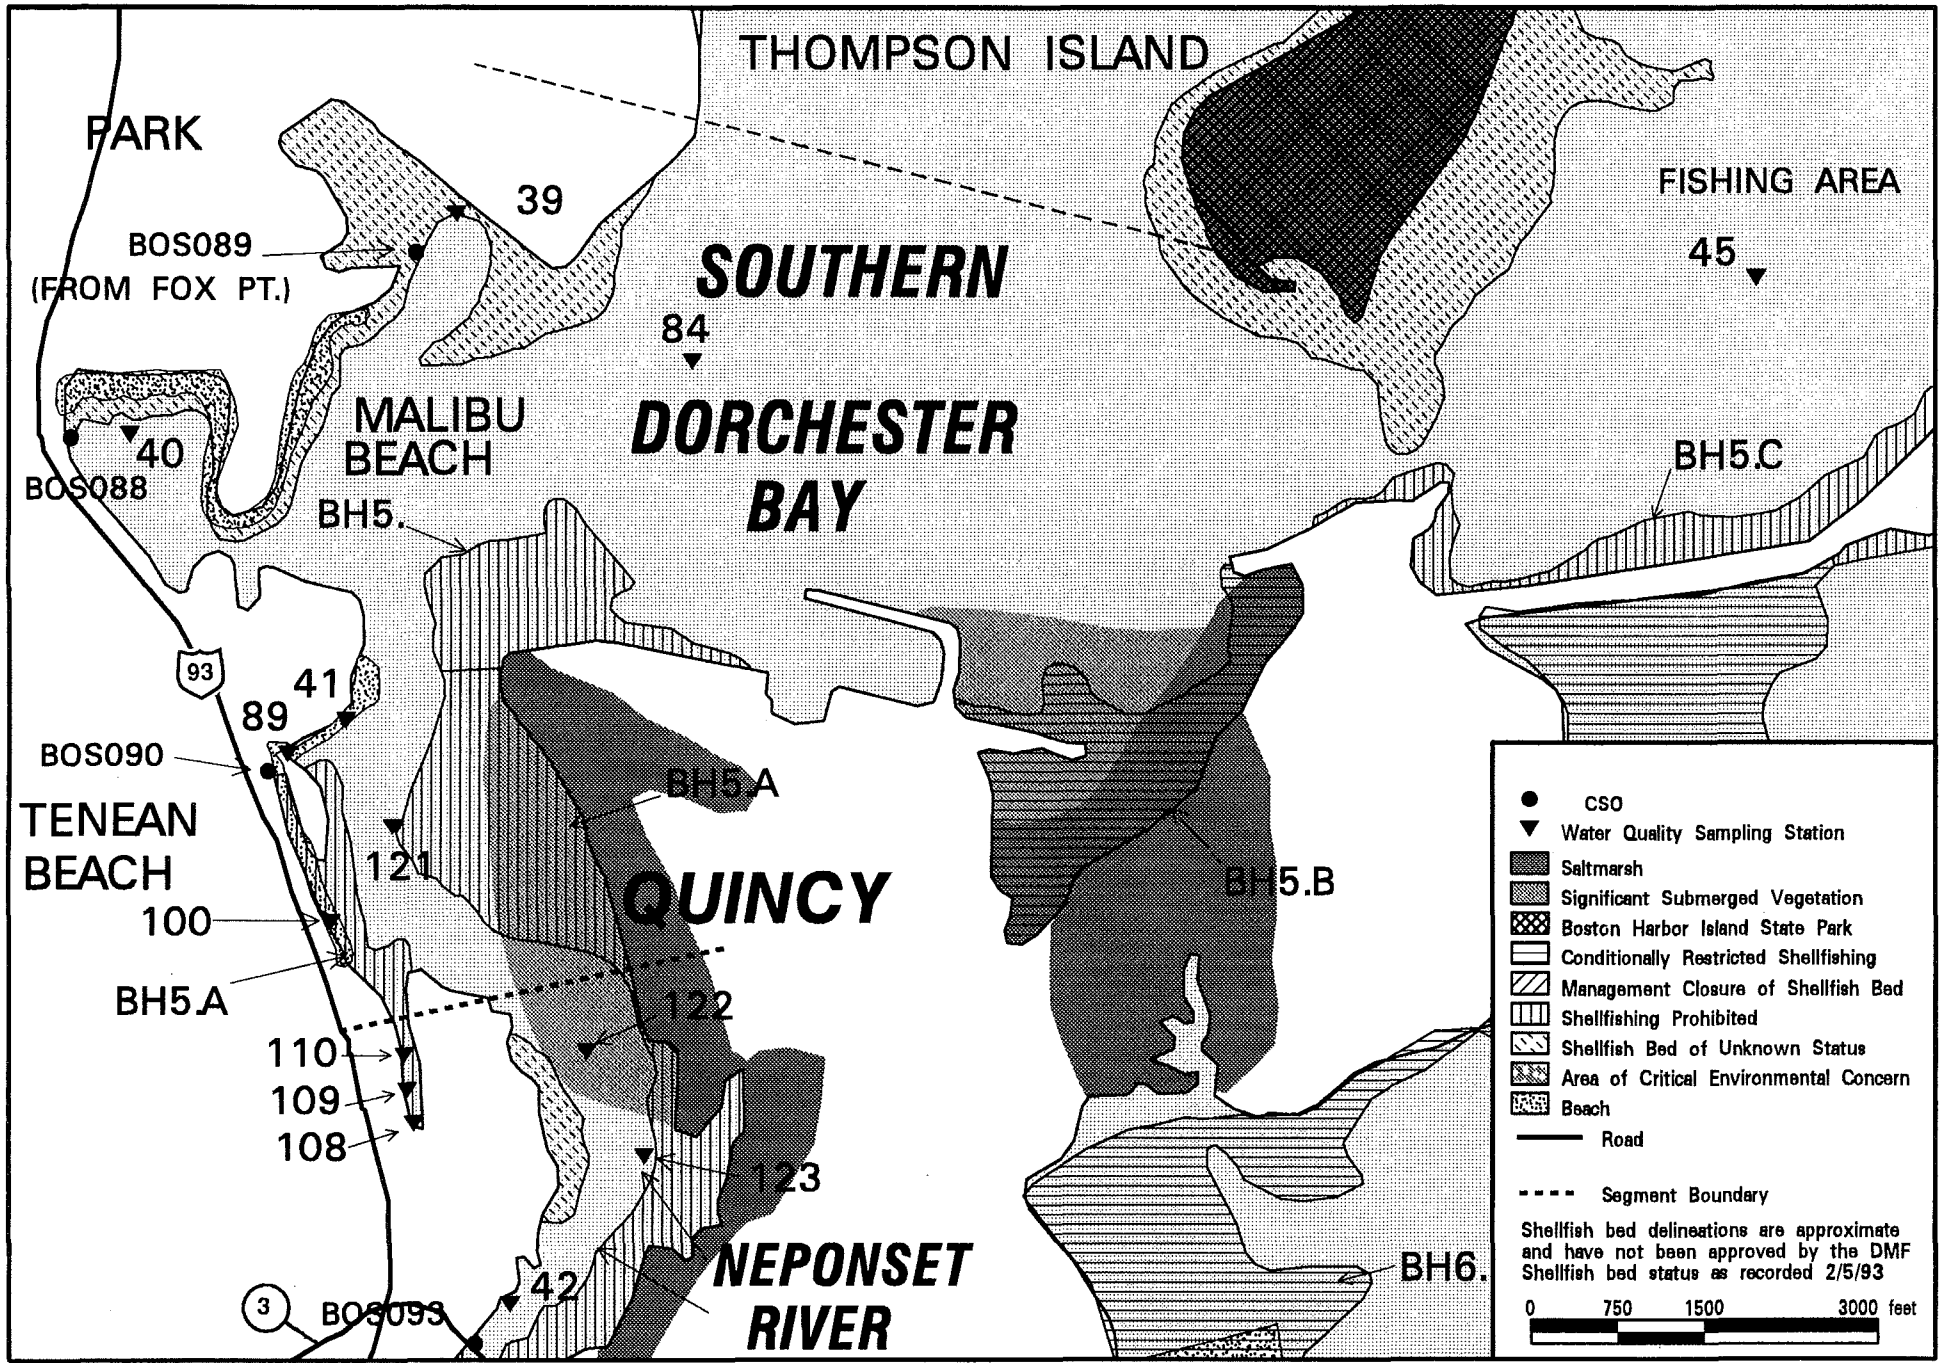 THOMPSON ISLAND
PARK
39
FISHING AREA
BOS089
(FROM FOX PT.)
45
SOUTHERN
84
DORCHESTER
BAY
MALIBU
BEACH
40
BOS088
BH5.
BH5.C
93
41
89
BOS090
BH5.A
TENEAN
BEACH
121
QUINCY
BH5.B
100
BH5.A
122
110
109
108
123
NEPONSET
RIVER
42
BOS093
3
BH6.
CSO
Water Quality Sampling Station
Saltmarsh
Significant Submerged Vegetation
Boston Harbor Island State Park
Conditionally Restricted Shellfishing
Management Closure of Shellfish Bed
Shellfishing Prohibited
Shellfish Bed of Unknown Status
Area of Critical Environmental Concern
Beach
Road
Segment Boundary
Shellfish bed delineations are approximate
and have not been approved by the DMF
Shellfish bed status as recorded 2/5/93
0 750 1500 3000 feet